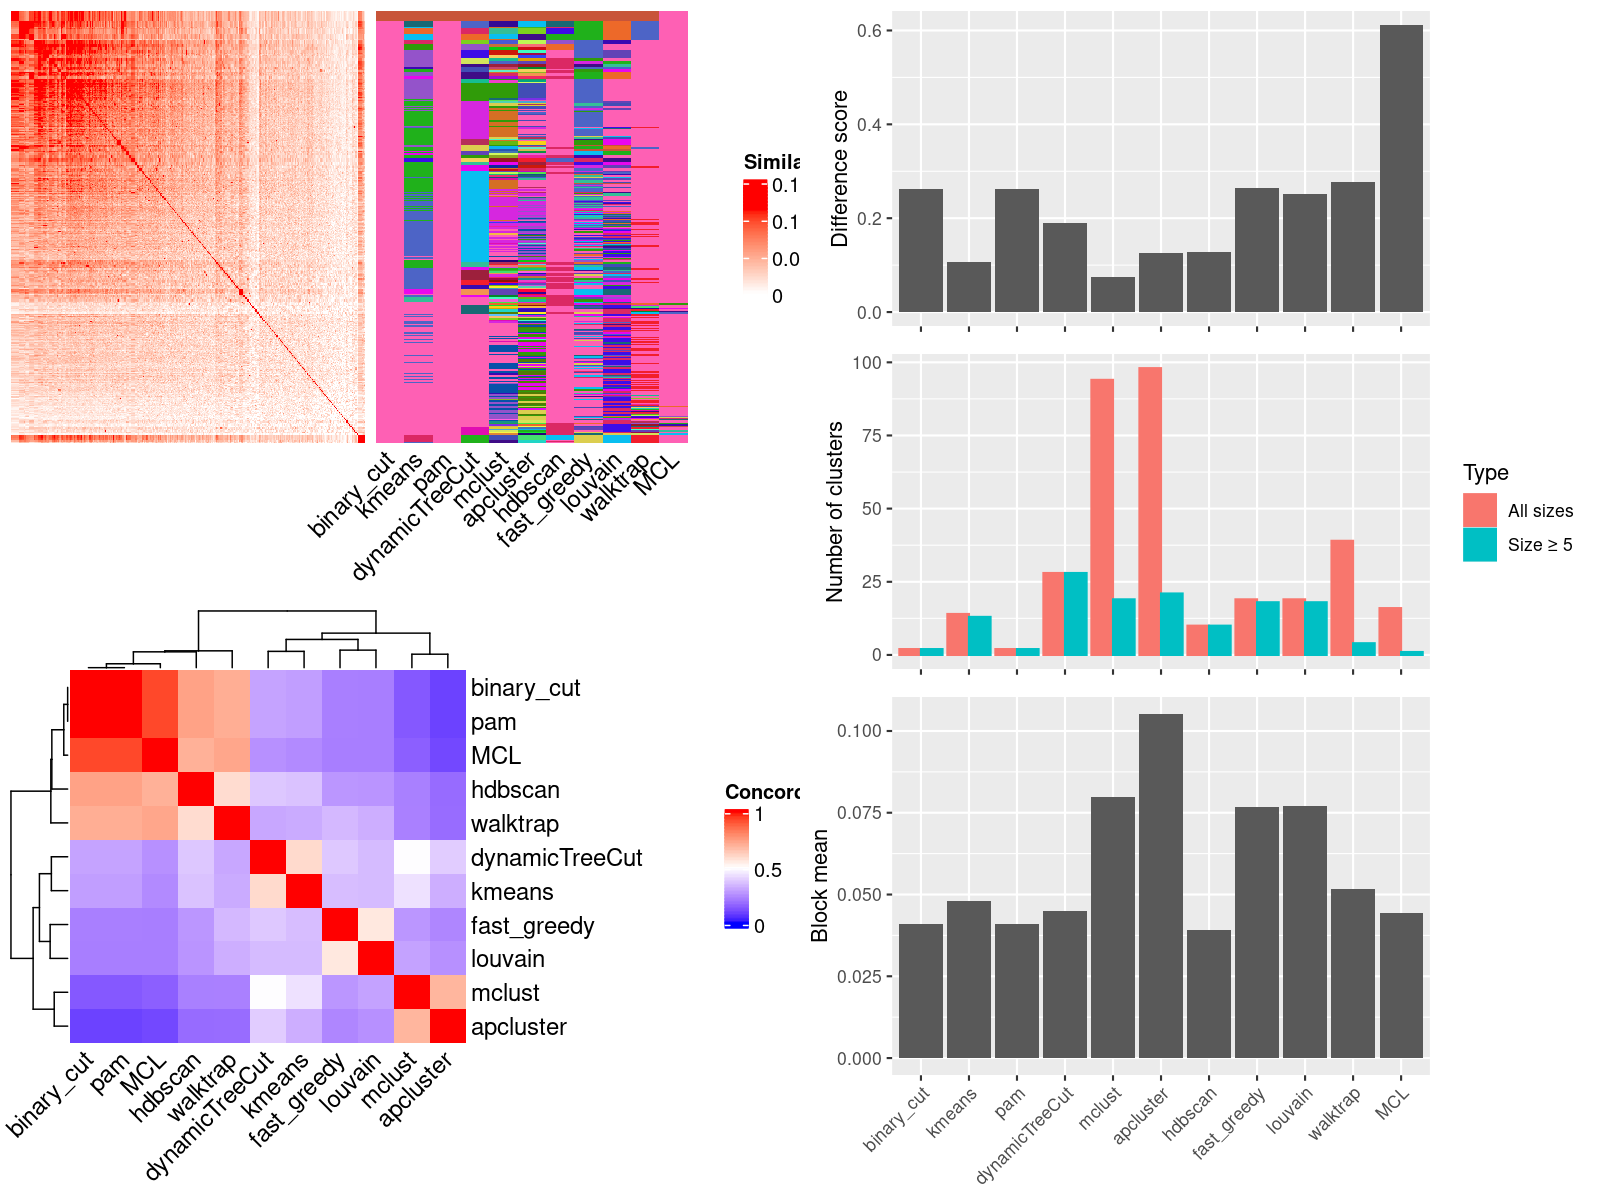 Simila
0.1
0.1
0.0
0
binary_cut
kmeans
pam
dynamicTreeCut
mclust
apcluster
hdbscan
fast_greedy
louvain
walktrap
MCL
binary_cut
pam
MCL
hdbscan
walktrap
dynamicTreeCut
kmeans
fast_greedy
louvain
mclust
apcluster
Concord
1
0.5
0
binary_cut
pam
MCL
hdbscan
walktrap
dynamicTreeCut
kmeans
fast_greedy
louvain
mclust
apcluster
Difference score
0.6
0.4
0.2
0.0
Number of clusters
100
75
50
25
0
Type
All sizes
Size ≥ 5
Block mean
0.100
0.075
0.050
0.025
0.000
binary_cut
kmeans
pam
dynamicTreeCut
mclust
apcluster
hdbscan
fast_greedy
louvain
walktrap
MCL